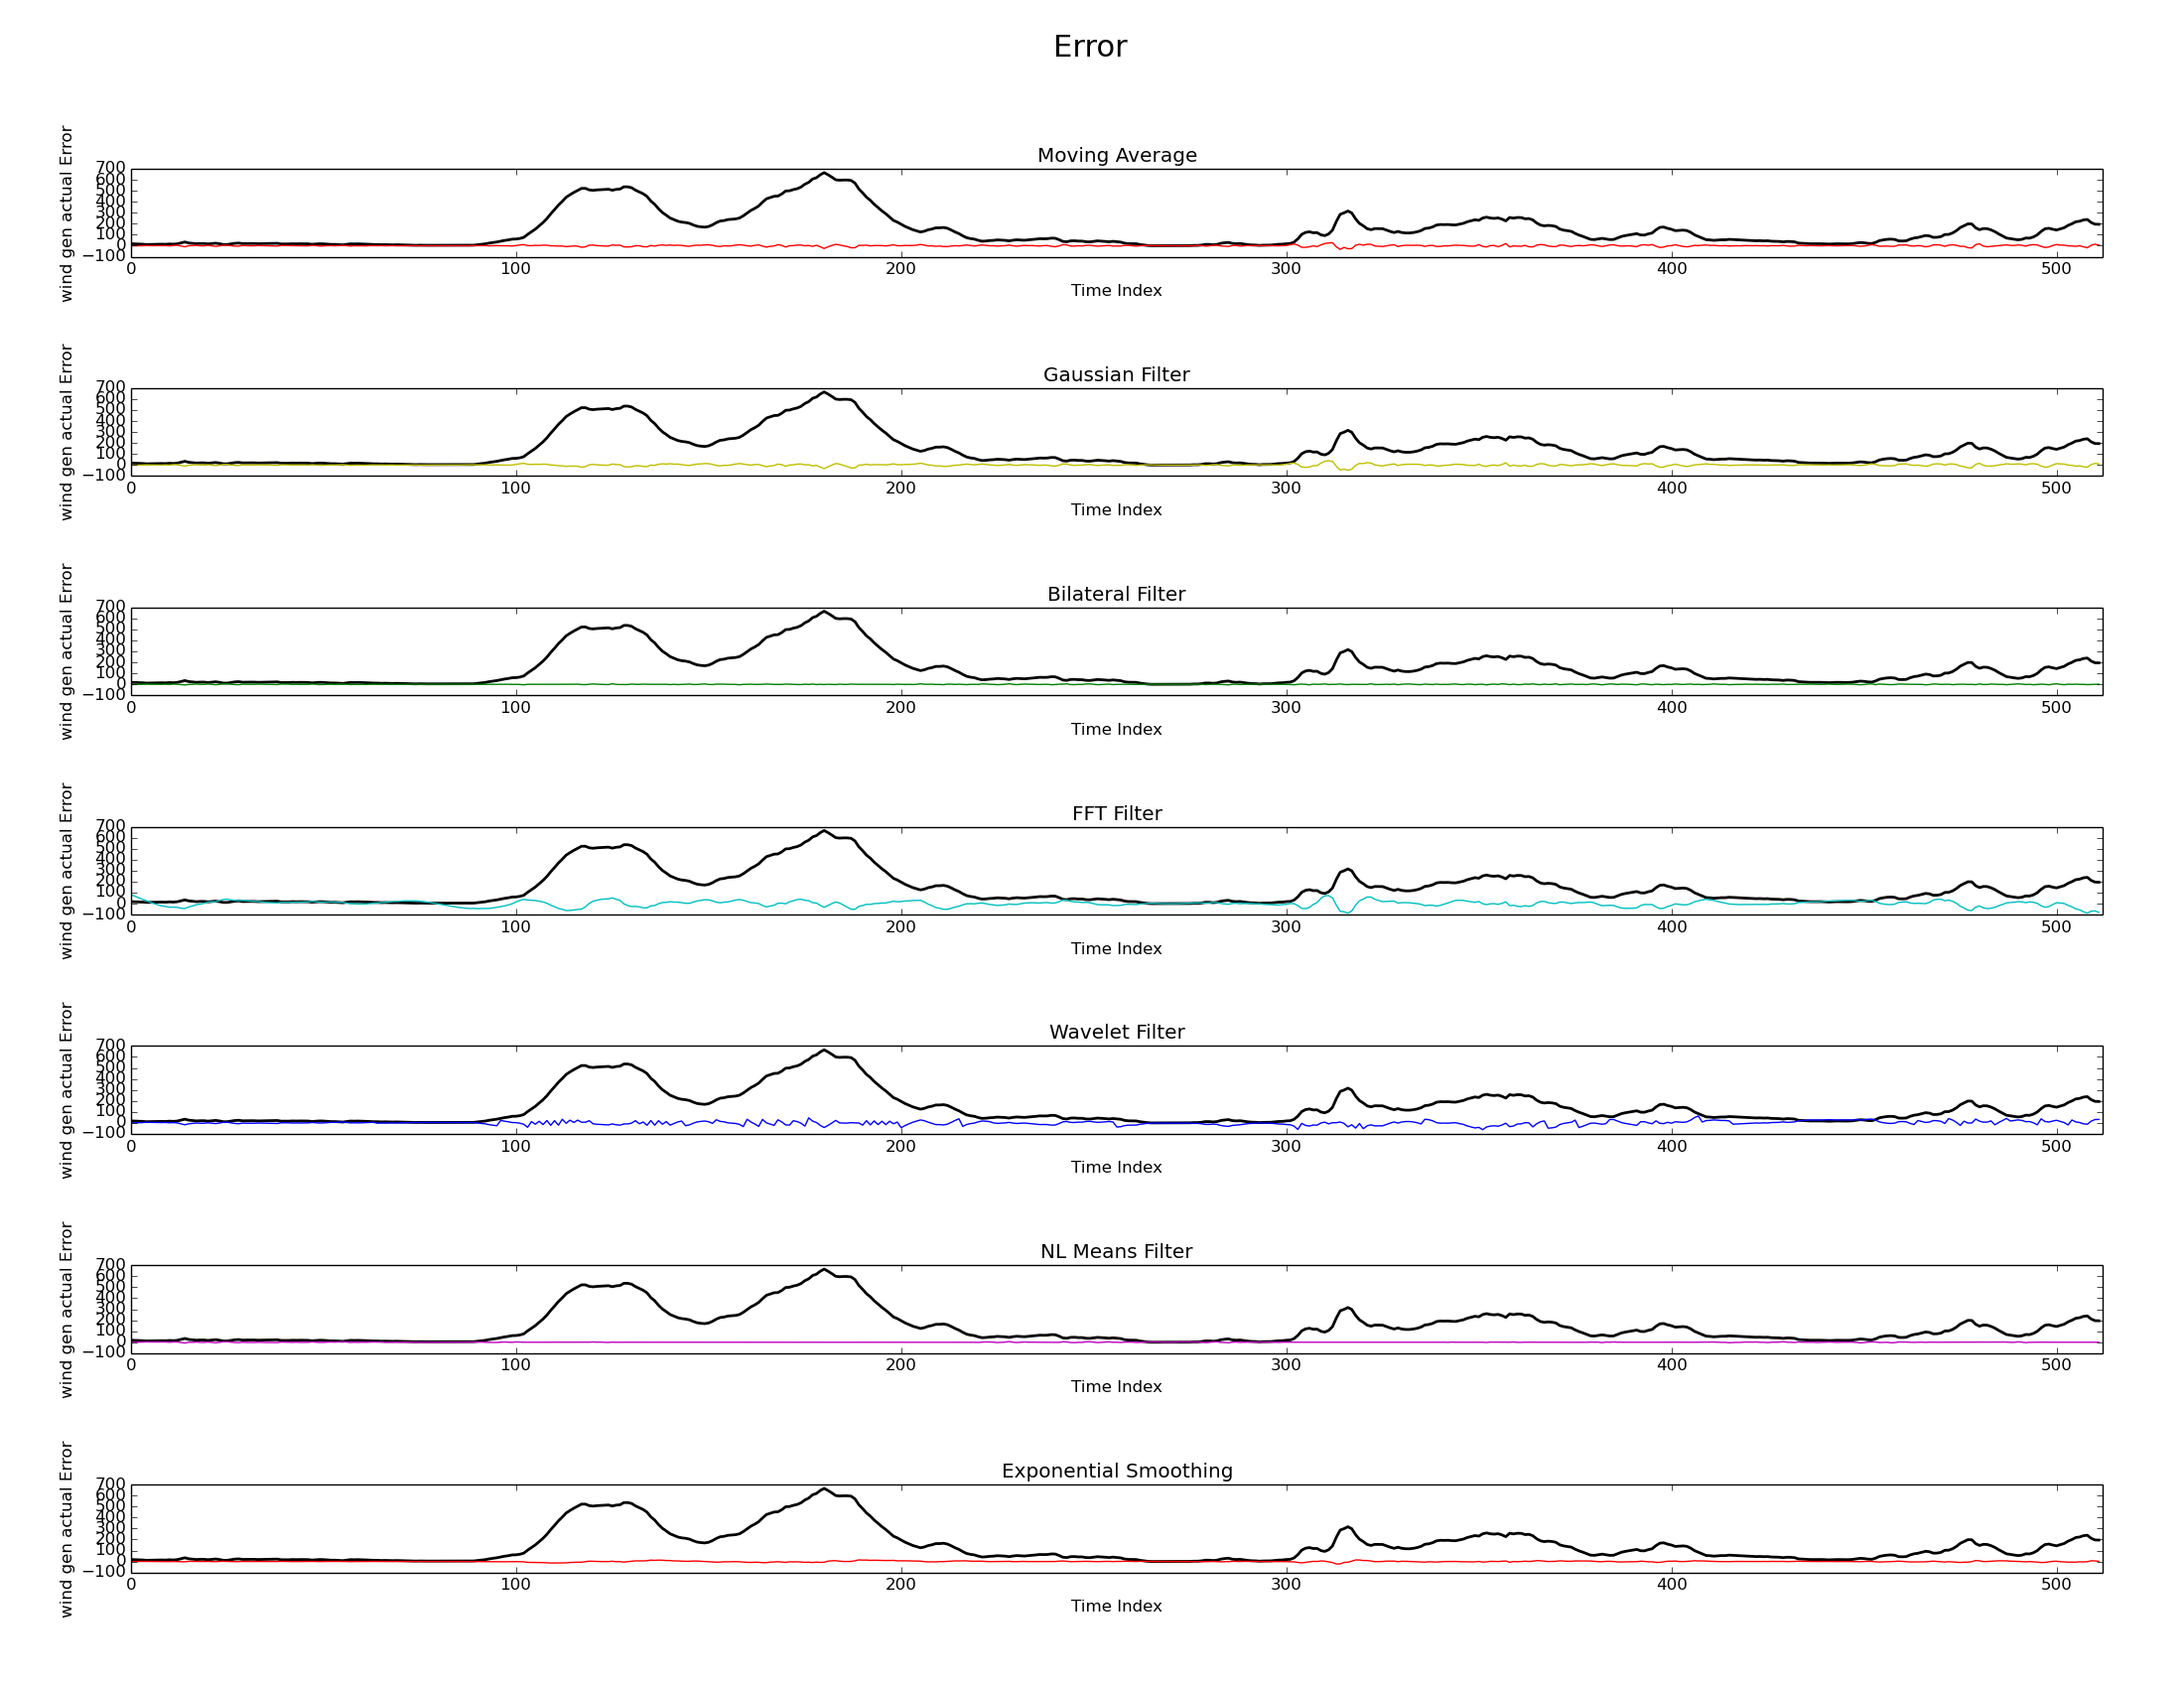 Error
Moving Average
wind gen actual Error
700
600
500
400
300
200
100
0
−100
0 100 200 300 400 500
Time Index
Gaussian Filter
wind gen actual Error
700
600
500
400
300
200
100
0
−100
0 100 200 300 400 500
Time Index
Bilateral Filter
wind gen actual Error
700
600
500
400
300
200
100
0
−100
0 100 200 300 400 500
Time Index
FFT Filter
wind gen actual Error
700
600
500
400
300
200
100
0
−100
0 100 200 300 400 500
Time Index
Wavelet Filter
wind gen actual Error
700
600
500
400
300
200
100
0
−100
0 100 200 300 400 500
Time Index
NL Means Filter
wind gen actual Error
700
600
500
400
300
200
100
0
−100
0 100 200 300 400 500
Time Index
Exponential Smoothing
wind gen actual Error
700
600
500
400
300
200
100
0
−100
0 100 200 300 400 500
Time Index